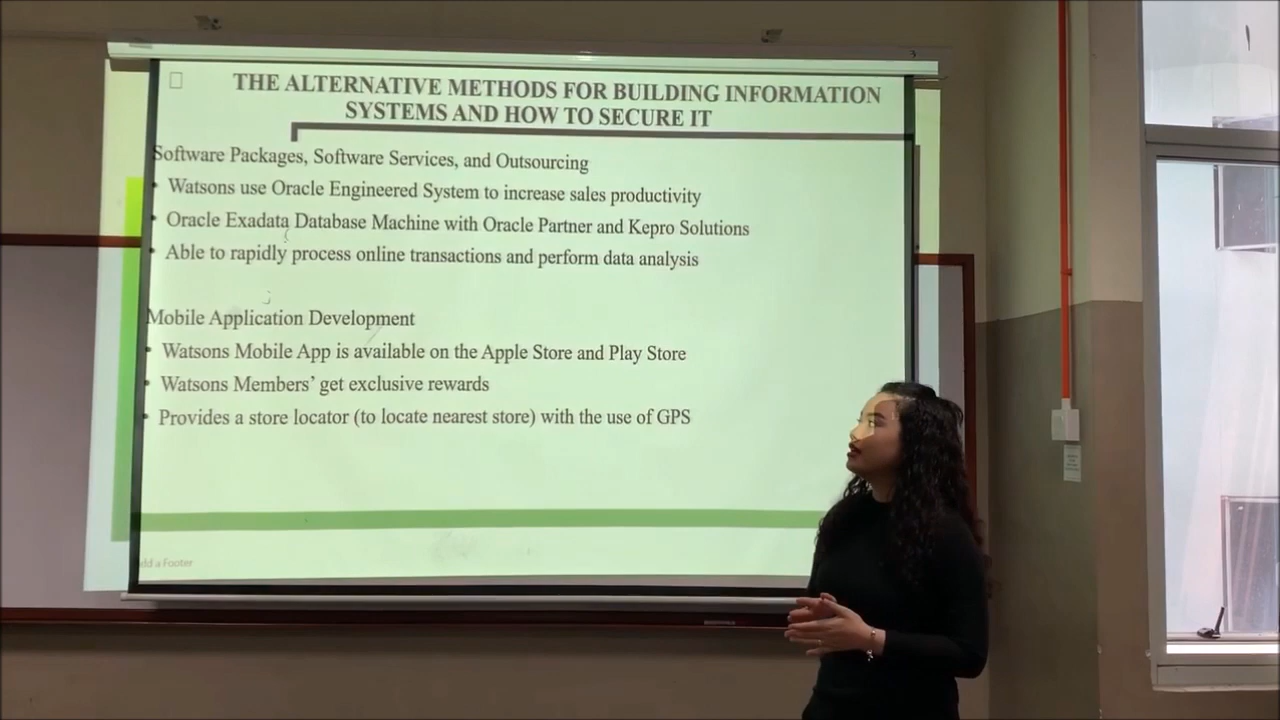 THE ALTERNATIVE METHODS FOR BUILDING INFORMATION
SYSTEMS AND HOW TO SECURE IT
Software Packages, Software Services, and Outsourcing
• Watsons use Oracle Engineered System to increase sales productivity
• Oracle Exadata Database Machine with Oracle Partner and Kepro Solutions
• Able to rapidly process online transactions and perform data analysis
Mobile Application Development
• Watsons Mobile App is available on the Apple Store and Play Store
• Watsons Members’ get exclusive rewards
• Provides a store locator (to locate nearest store) with the use of GPS
dd a Footer